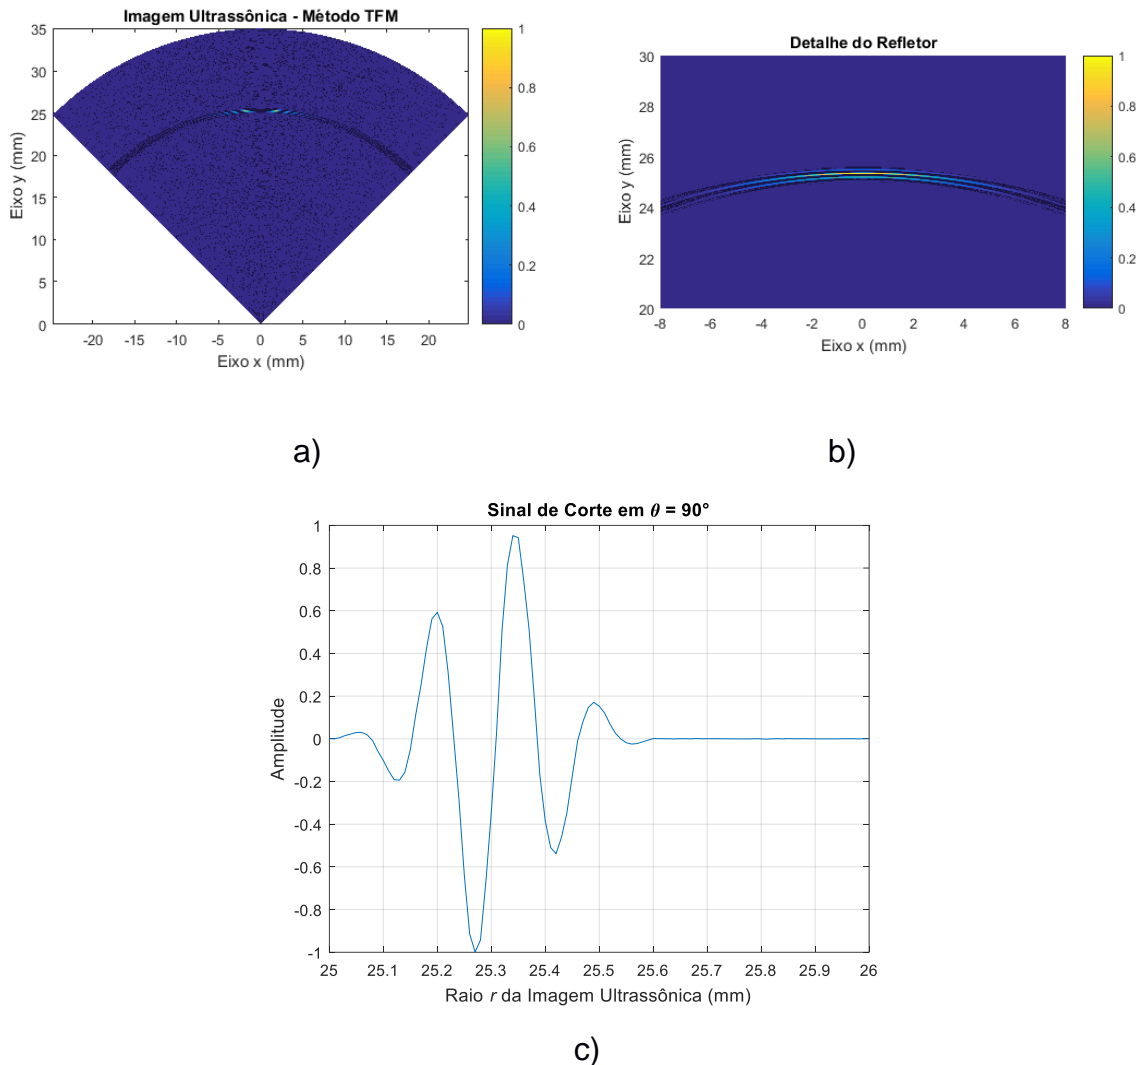 Imagem Ultrassônica - Método TFM
35
30
25
20
15
10
5
0
Eixo y (mm)
-20 -15 -10 -5 0 5 10 15 20
Eixo x (mm)
1
0.8
0.6
0.4
0.2
0
a)
Detalhe do Refletor
30
28
26
24
22
20
Eixo y (mm)
-8 -6 -4 -2 0 2 4 6 8
Eixo x (mm)
1
0.8
0.6
0.4
0.2
0
b)
Sinal de Corte em θ = 90°
1
0.8
0.6
0.4
0.2
0
-0.2
-0.4
-0.6
-0.8
-1
Amplitude
25 25.1 25.2 25.3 25.4 25.5 25.6 25.7 25.8 25.9 26
Raio r da Imagem Ultrassônica (mm)
c)